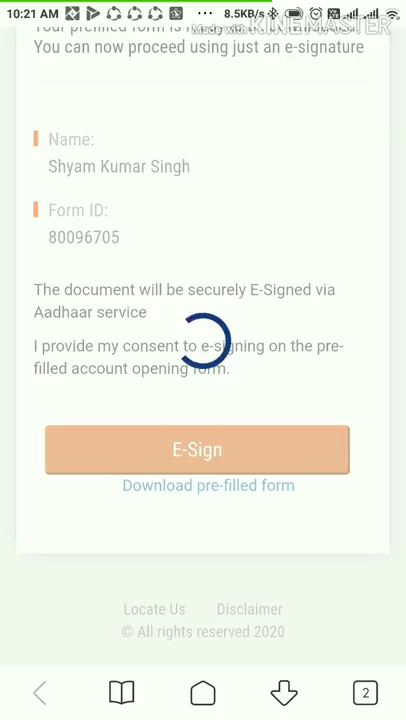 10:21 AM
... 8.5KB/s
Made with KINEMASTER
You can now proceed using just an e-signature
Name:
Shyam Kumar Singh
Form ID:
80096705
The document will be securely E-Signed via
Aadhaar service
I provide my consent to e-signing on the pre-
filled account opening form.
E-Sign
Download pre-filled form
Locate Us Disclaimer
© All rights reserved 2020
2